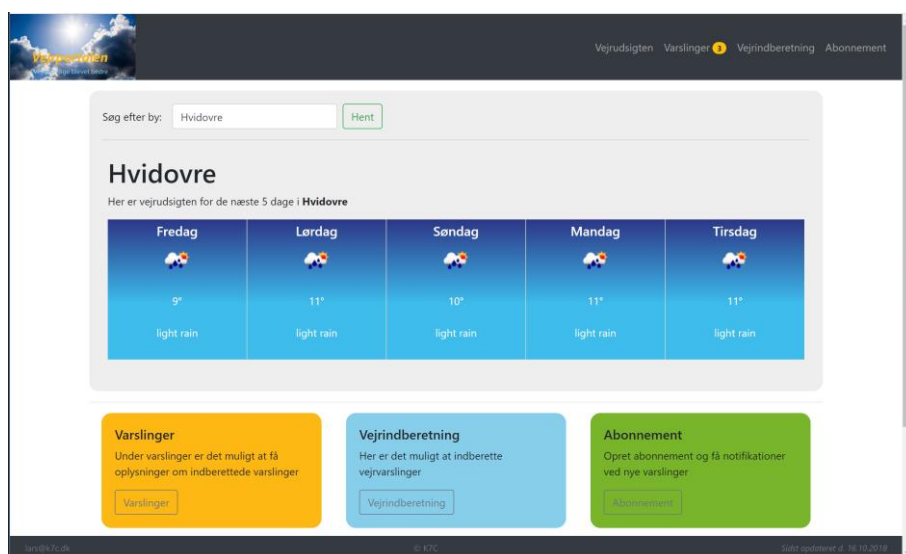 Vejrportalen
Vejrudsigten Varslinger 3 Vejrindberetning Abonnement
Søg efter by: Hvidovre Hent
Hvidovre
Her er vejrudsigten for de næste 5 dage i Hvidovre
Fredag Lørdag Søndag Mandag Tirsdag
9° 11° 10° 11° 11°
light rain light rain light rain light rain light rain
Varslinger Vejrindberetning Abonnement
Under varslinger er det muligt at få Her er det muligt at indberette Opret abonnement og få notifikationer
oplysninger om indberettede varslinger vejrvarslinger ved nye varslinger
Varslinger Vejrindberetning Abonnement
lars@k7c.dk © K7C Sidst opdateret d. 16.10.2018